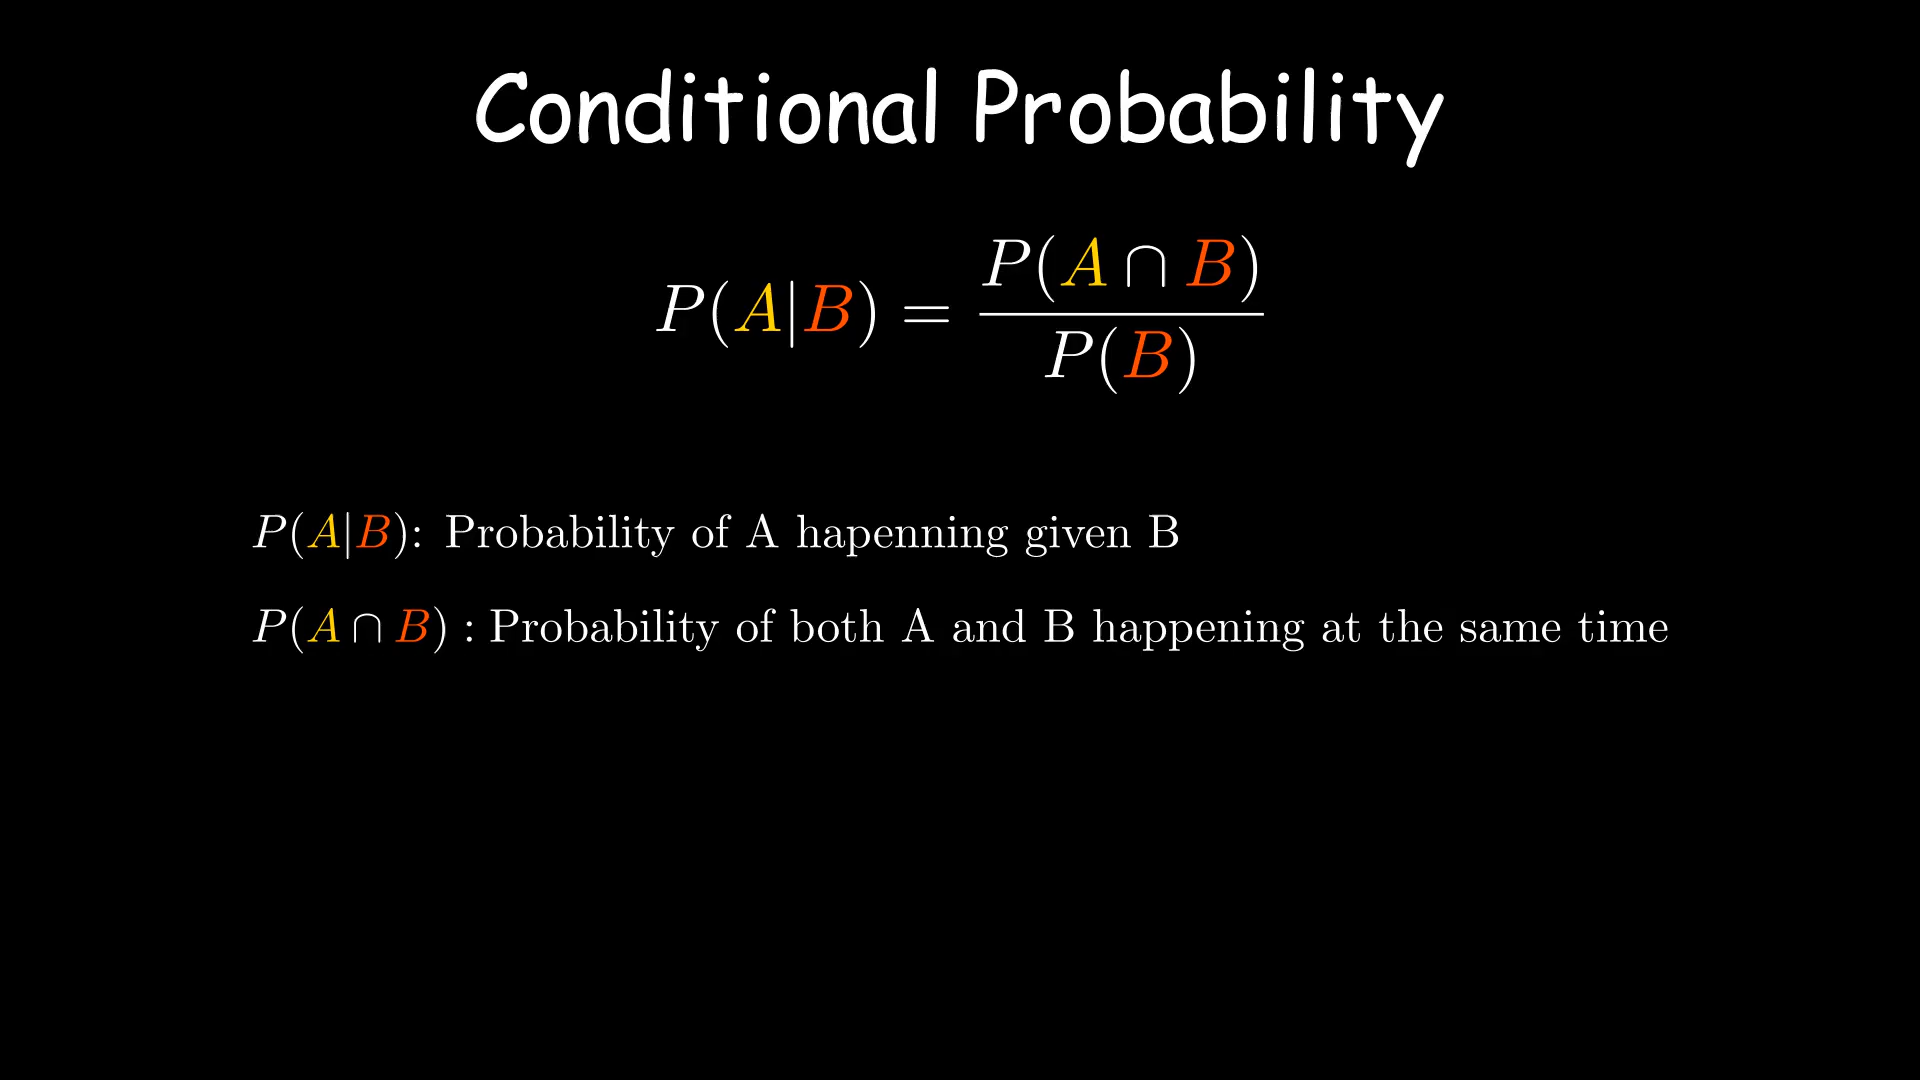 Conditional Probability
P(A|B) = P(A ∩ B) / P(B)
P(A|B): Probability of A hapenning given B
P(A ∩ B) : Probability of both A and B happening at the same time